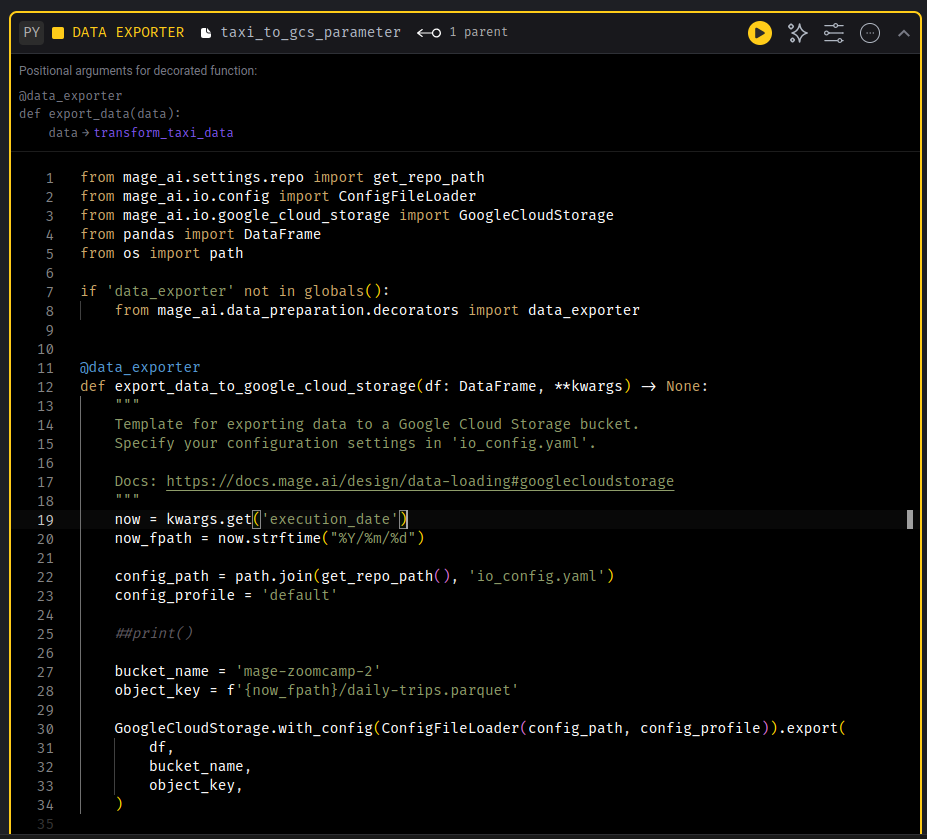 PY DATA EXPORTER taxi_to_gcs_parameter 1 parent
Positional arguments for decorated function:
@data_exporter
def export_data(data):
data → transform_taxi_data
1 from mage_ai.settings.repo import get_repo_path
2 from mage_ai.io.config import ConfigFileLoader
3 from mage_ai.io.google_cloud_storage import GoogleCloudStorage
4 from pandas import DataFrame
5 from os import path
6
7 if 'data_exporter' not in globals():
8 from mage_ai.data_preparation.decorators import data_exporter
9
10
11 @data_exporter
12 def export_data_to_google_cloud_storage(df: DataFrame, **kwargs) -> None:
13 """
14 Template for exporting data to a Google Cloud Storage bucket.
15 Specify your configuration settings in 'io_config.yaml'.
16
17 Docs: https://docs.mage.ai/design/data-loading#googlecloudstorage
18 """
19 now = kwargs.get('execution_date')
20 now_fpath = now.strftime("%Y/%m/%d")
21
22 config_path = path.join(get_repo_path(), 'io_config.yaml')
23 config_profile = 'default'
24
25 ##print()
26
27 bucket_name = 'mage-zoomcamp-2'
28 object_key = f'{now_fpath}/daily-trips.parquet'
29
30 GoogleCloudStorage.with_config(ConfigFileLoader(config_path, config_profile)).export(
31 df,
32 bucket_name,
33 object_key,
34 )
35